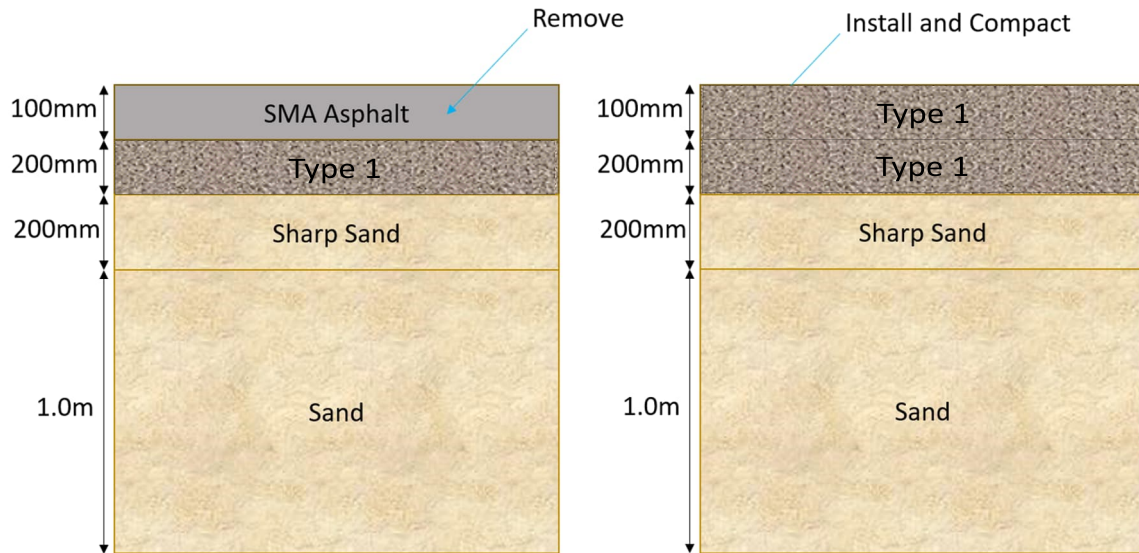 Remove
100mm
SMA Asphalt
200mm
Type 1
200mm
Sharp Sand
1.0m
Sand
Install and Compact
100mm
Type 1
200mm
Type 1
200mm
Sharp Sand
1.0m
Sand